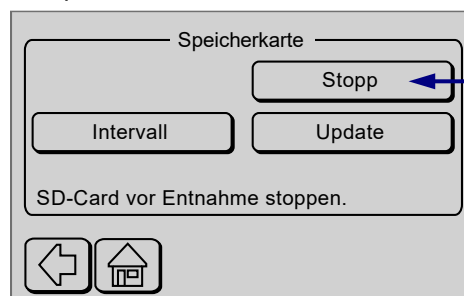 Speicherkarte
Stopp
Intervall
Update
SD-Card vor Entnahme stoppen.